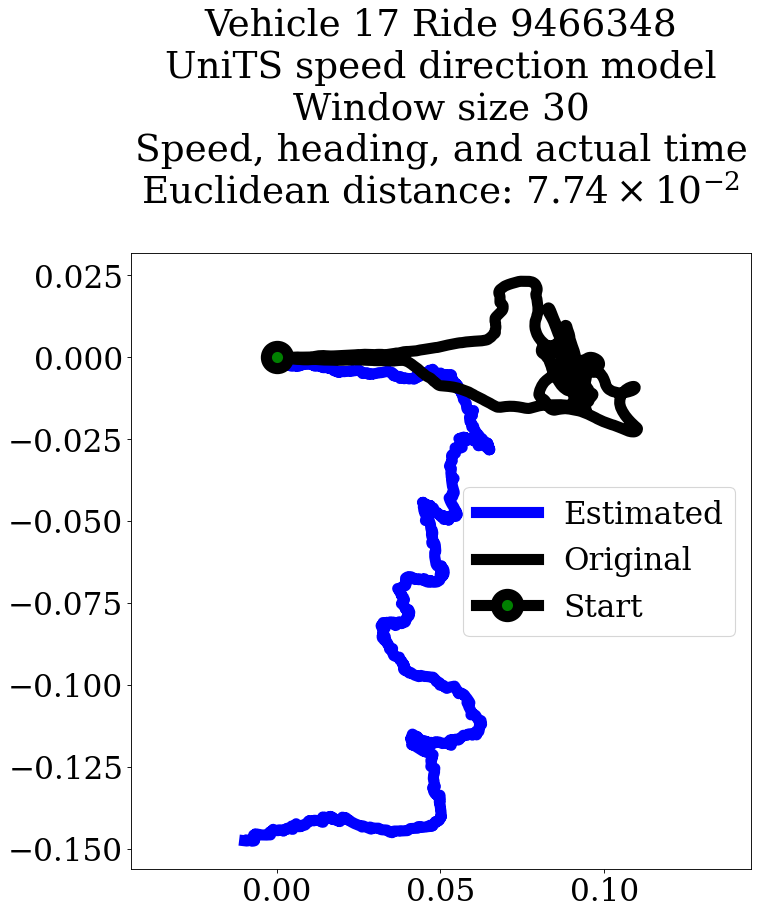 Vehicle 17 Ride 9466348
UniTS speed direction model
Window size 30
Speed, heading, and actual time
Euclidean distance: 7.74 × 10⁻²
0.025
0.000
−0.025
−0.050
−0.075
−0.100
−0.125
−0.150
Estimated
Original
Start
0.00 0.05 0.10